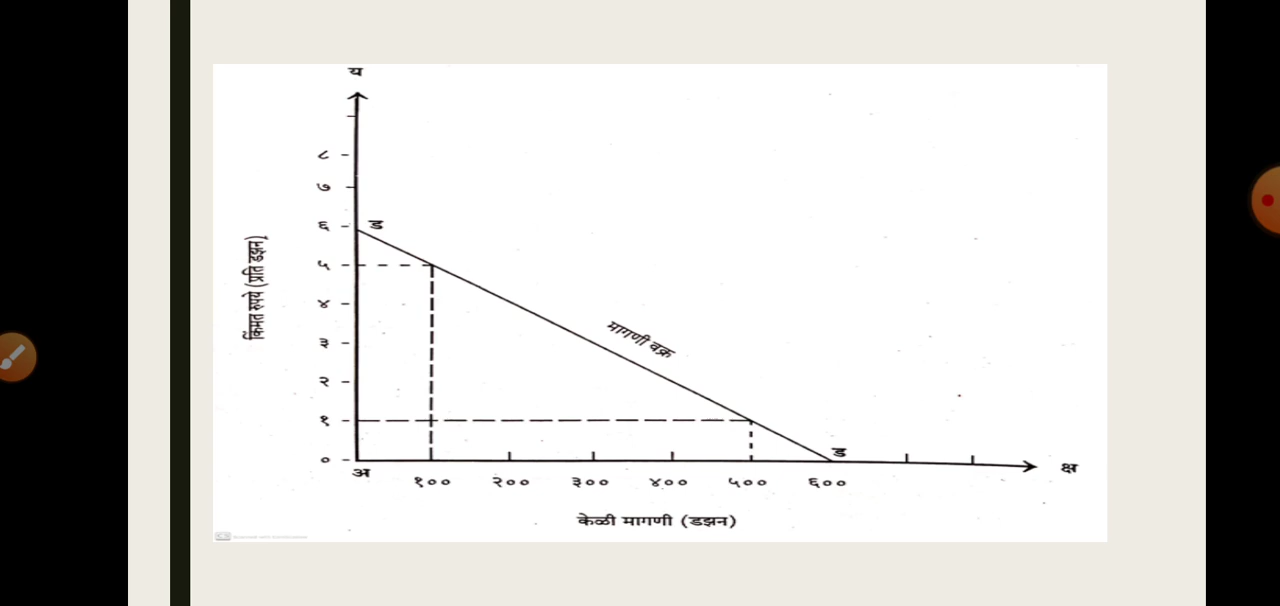 य
८
७
६ ड
५
४
३
२
१
०
किंमत रुपये (प्रति डझन)
मागणी वक्र
ड
अ
क्ष
१०० २०० ३०० ४०० ५०० ६००
केळी मागणी (डझन)